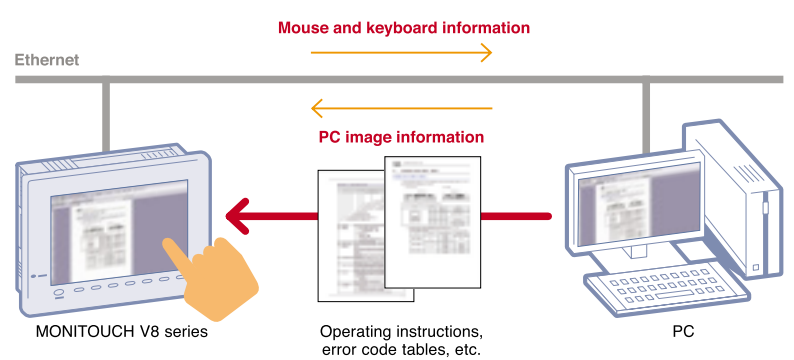 Mouse and keyboard information
Ethernet
PC image information
MONITOUCH V8 series
Operating instructions,
error code tables, etc.
PC